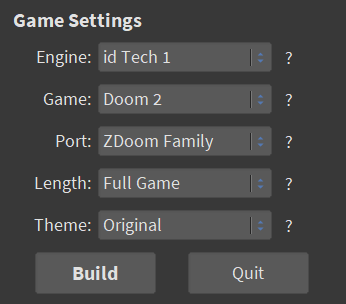 Game Settings
Engine: id Tech 1 ?
Game: Doom 2 ?
Port: ZDoom Family ?
Length: Full Game ?
Theme: Original ?
Build Quit